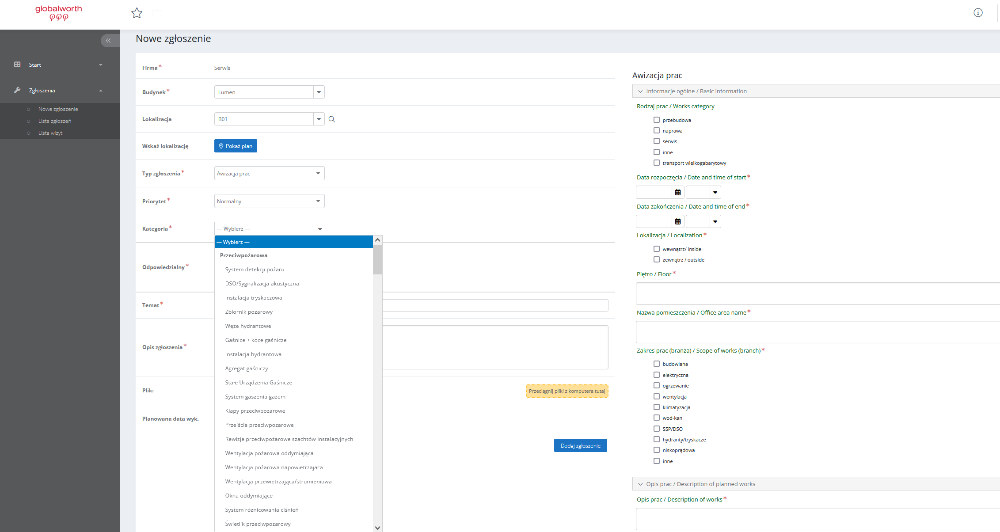 globalworth
Nowe zgłoszenie
Start
Zgłoszenia
Nowe zgłoszenie
Lista zgłoszeń
Lista wizyt
Firma*
Serwis
Budynek*
Lumen
Lokalizacja
B01
Wskaż lokalizację
Pokaż plan
Typ zgłoszenia*
Awizacja prac
Priorytet*
Normalny
Kategoria*
— Wybierz —
— Wybierz —
Przeciwpożarowa
System detekcji pożaru
DSO/Sygnalizacja akustyczna
Instalacja tryskaczowa
Zbiornik pożarowy
Węże hydrantowe
Gaśnice + koce gaśnicze
Instalacja hydrantowa
Agregat gaśniczy
Stałe Urządzenia Gaśnicze
System gaszenia gazem
Klapy przeciwpożarowe
Przejścia przeciwpożarowe
Rewizje przeciwpożarowe szachtów instalacyjnych
Wentylacja pożarowa oddymiająca
Wentylacja pożarowa napowietrzajaca
Wentylacja przewietrzająca/strumieniowa
Okna oddymiające
System różnicowania ciśnień
Świetlik przeciwpożarowy
Odpowiedzialny*
Temat*
Opis zgłoszenia*
Plik:
Przeciągnij pliki z komputera tutaj
Planowana data wyk.
Dodaj zgłoszenie
Awizacja prac
Informacje ogólne / Basic information
Rodzaj prac / Works category
przebudowa
naprawa
serwis
inne
transport wielkogabarytowy
Data rozpoczęcia / Date and time of start*
Data zakończenia / Date and time of end*
Lokalizacja / Localization*
wewnątrz/ inside
zewnątrz / outside
Piętro / Floor*
Nazwa pomieszczenia / Office area name*
Zakres prac (branża) / Scope of works (branch)*
budowlana
elektryczna
ogrzewanie
wentylacja
klimatyzacja
wod-kan
SSP/DSO
hydranty/tryskacze
niskoprądowa
inne
Opis prac / Description of planned works
Opis prac / Description of works*